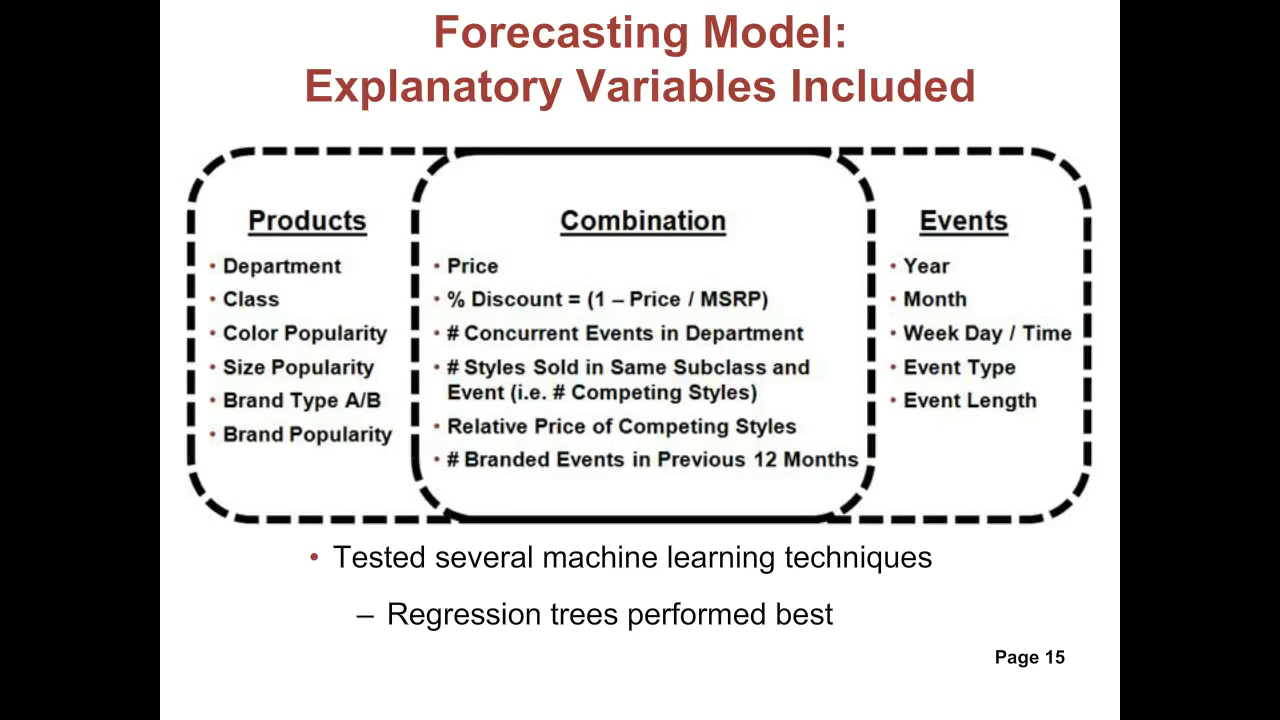 Forecasting Model:
Explanatory Variables Included
Products
• Department
• Class
• Color Popularity
• Size Popularity
• Brand Type A/B
• Brand Popularity
Combination
• Price
• % Discount = (1 – Price / MSRP)
• # Concurrent Events in Department
• # Styles Sold in Same Subclass and
Event (i.e. # Competing Styles)
• Relative Price of Competing Styles
• # Branded Events in Previous 12 Months
Events
• Year
• Month
• Week Day / Time
• Event Type
• Event Length
• Tested several machine learning techniques
– Regression trees performed best
Page 15